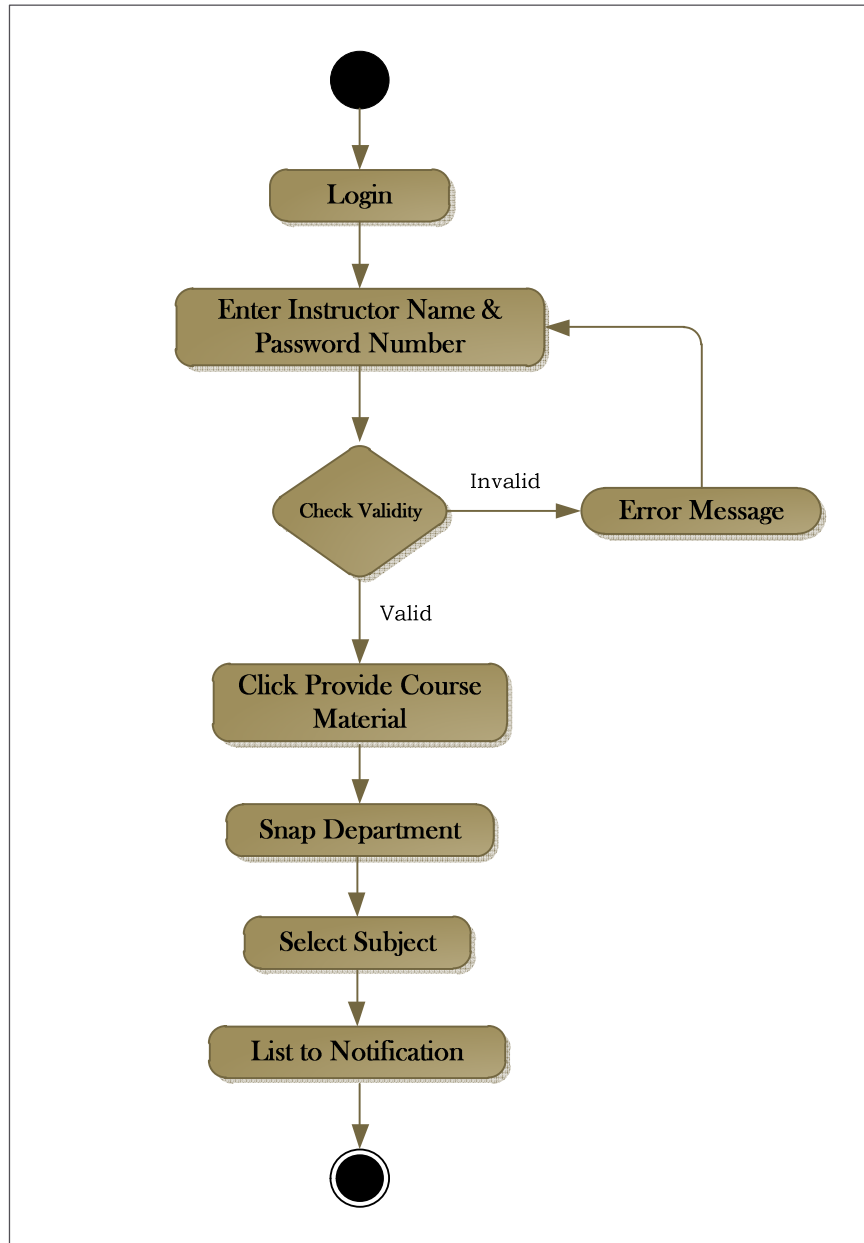 Login
Enter Instructor Name &
Password Number
Check Validity
Invalid
Error Message
Valid
Click Provide Course
Material
Snap Department
Select Subject
List to Notification